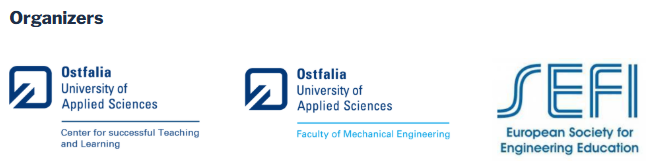 Organizers
Ostfalia
University of
Applied Sciences
Center for successful Teaching
and Learning
Ostfalia
University of
Applied Sciences
Faculty of Mechanical Engineering
SEFI
European Society for
Engineering Education